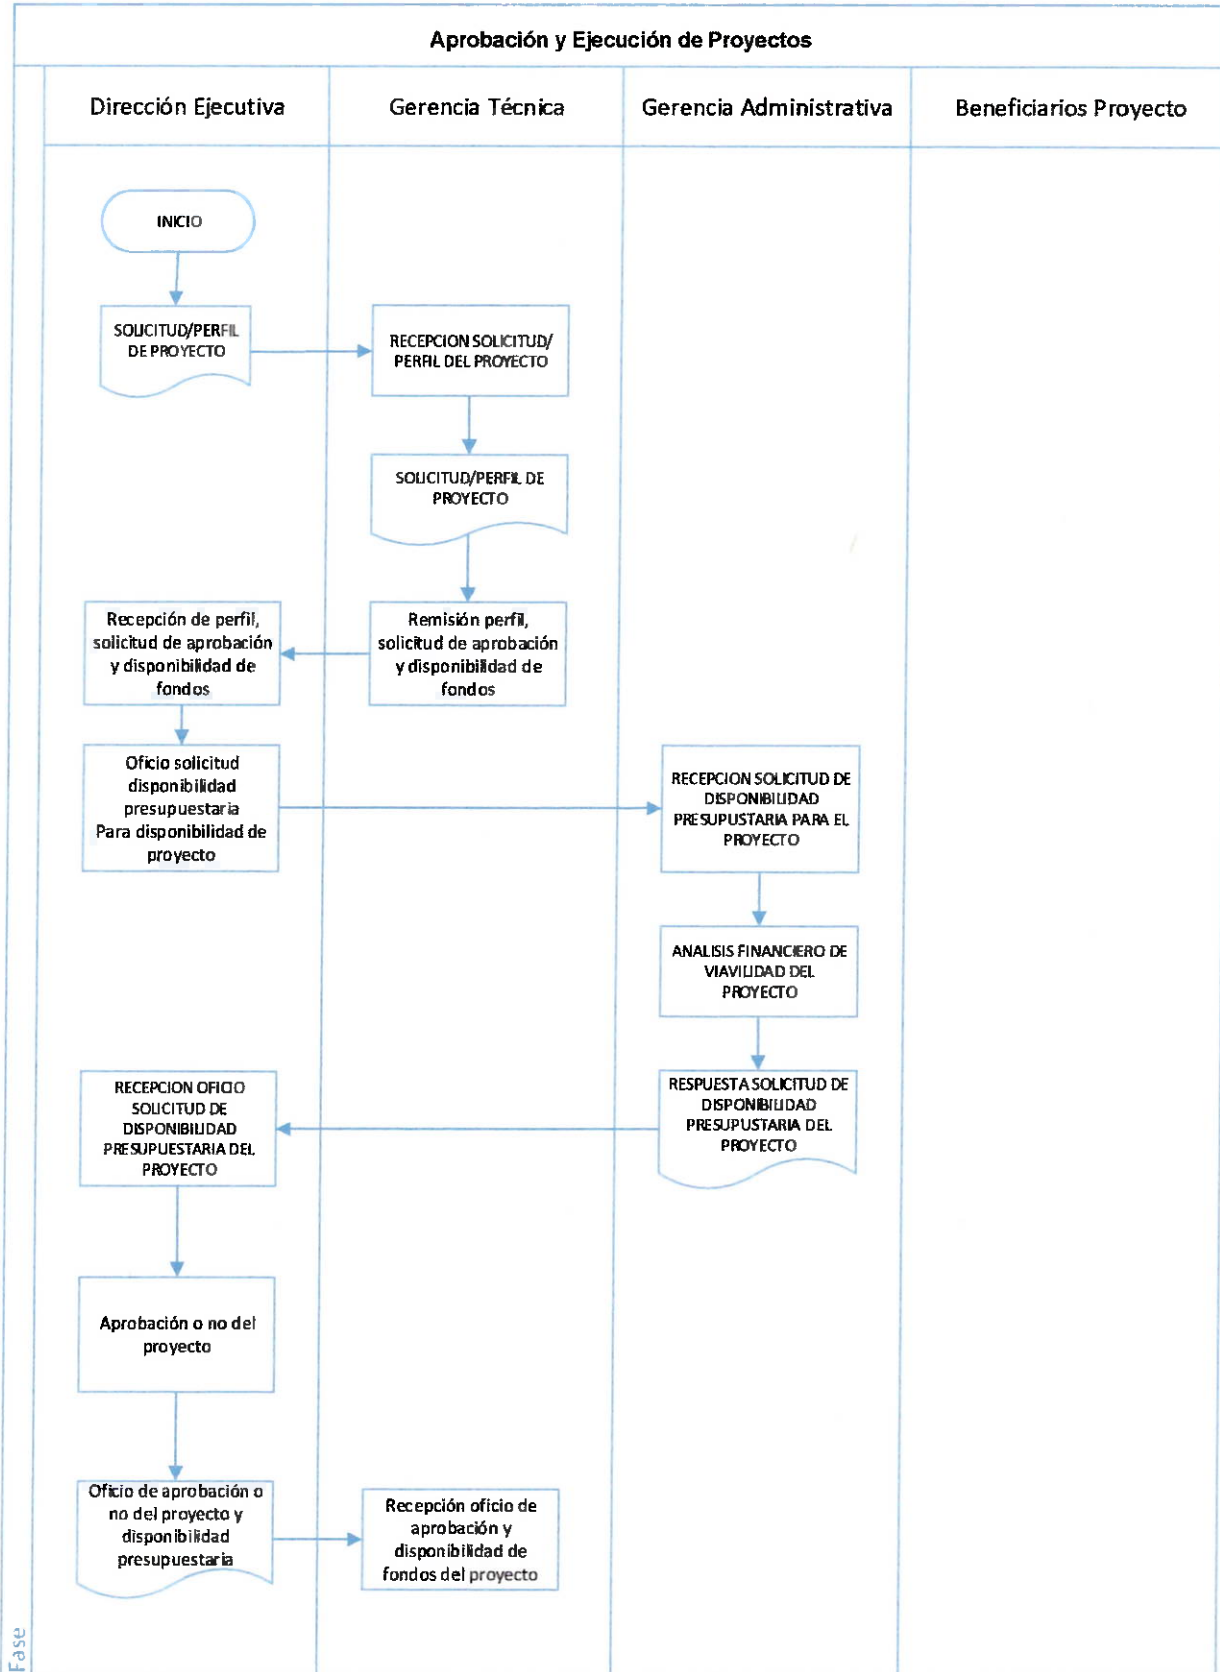 Aprobación y Ejecución de Proyectos
Dirección Ejecutiva
Gerencia Técnica
Gerencia Administrativa
Beneficiarios Proyecto
INICIO
SOLICITUD/PERFIL
DE PROYECTO
RECEPCION SOLICITUD/
PERFIL DEL PROYECTO
SOLICITUD/PERFIL DE
PROYECTO
Recepción de perfil,
solicitud de aprobación
y disponibilidad de
fondos
Remisión perfil,
solicitud de aprobación
y disponibilidad de
fondos
Oficio solicitud
disponibilidad
presupuestaria
Para disponibilidad de
proyecto
RECEPCION SOLICITUD DE
DISPONIBILIDAD
PRESUPUSTARIA PARA EL
PROYECTO
ANALISIS FINANCIERO DE
VIAVILIDAD DEL
PROYECTO
RECEPCION OFICIO
SOLICITUD DE
DISPONIBILIDAD
PRESUPUESTARIA DEL
PROYECTO
RESPUESTA SOLICITUD DE
DISPONIBILIDAD
PRESUPUSTARIA DEL
PROYECTO
Aprobación o no del
proyecto
Oficio de aprobación o
no del proyecto y
disponibilidad
presupuestaria
Recepción oficio de
aprobación y
disponibilidad de
fondos del proyecto
Fase